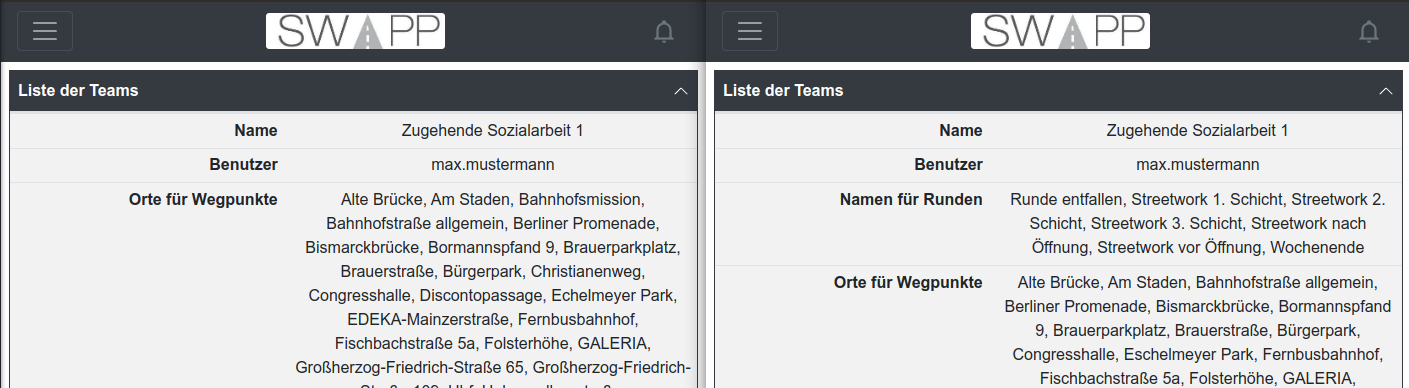 SWAPP
Liste der Teams
Name Zugehende Sozialarbeit 1
Benutzer max.mustermann
Orte für Wegpunkte Alte Brücke, Am Staden, Bahnhofsmission,
Bahnhofstraße allgemein, Berliner Promenade,
Bismarckbrücke, Bormannspfand 9, Brauerparkplatz,
Brauerstraße, Bürgerpark, Christianenweg,
Congresshalle, Discontopassage, Echelmeyer Park,
EDEKA-Mainzerstraße, Fernbusbahnhof,
Fischbachstraße 5a, Folsterhöhe, GALERIA,
Großherzog-Friedrich-Straße 65, Großherzog-Friedrich-
SWAPP
Liste der Teams
Name Zugehende Sozialarbeit 1
Benutzer max.mustermann
Namen für Runden Runde entfallen, Streetwork 1. Schicht, Streetwork 2.
Schicht, Streetwork 3. Schicht, Streetwork nach
Öffnung, Streetwork vor Öffnung, Wochenende
Orte für Wegpunkte Alte Brücke, Am Staden, Bahnhofstraße allgemein,
Berliner Promenade, Bismarckbrücke, Bormannspfand
9, Brauerparkplatz, Brauerstraße, Bürgerpark,
Congresshalle, Eschelmeyer Park, Fernbusbahnhof,
Fischbachstraße 5a, Folsterhöhe, GALERIA,